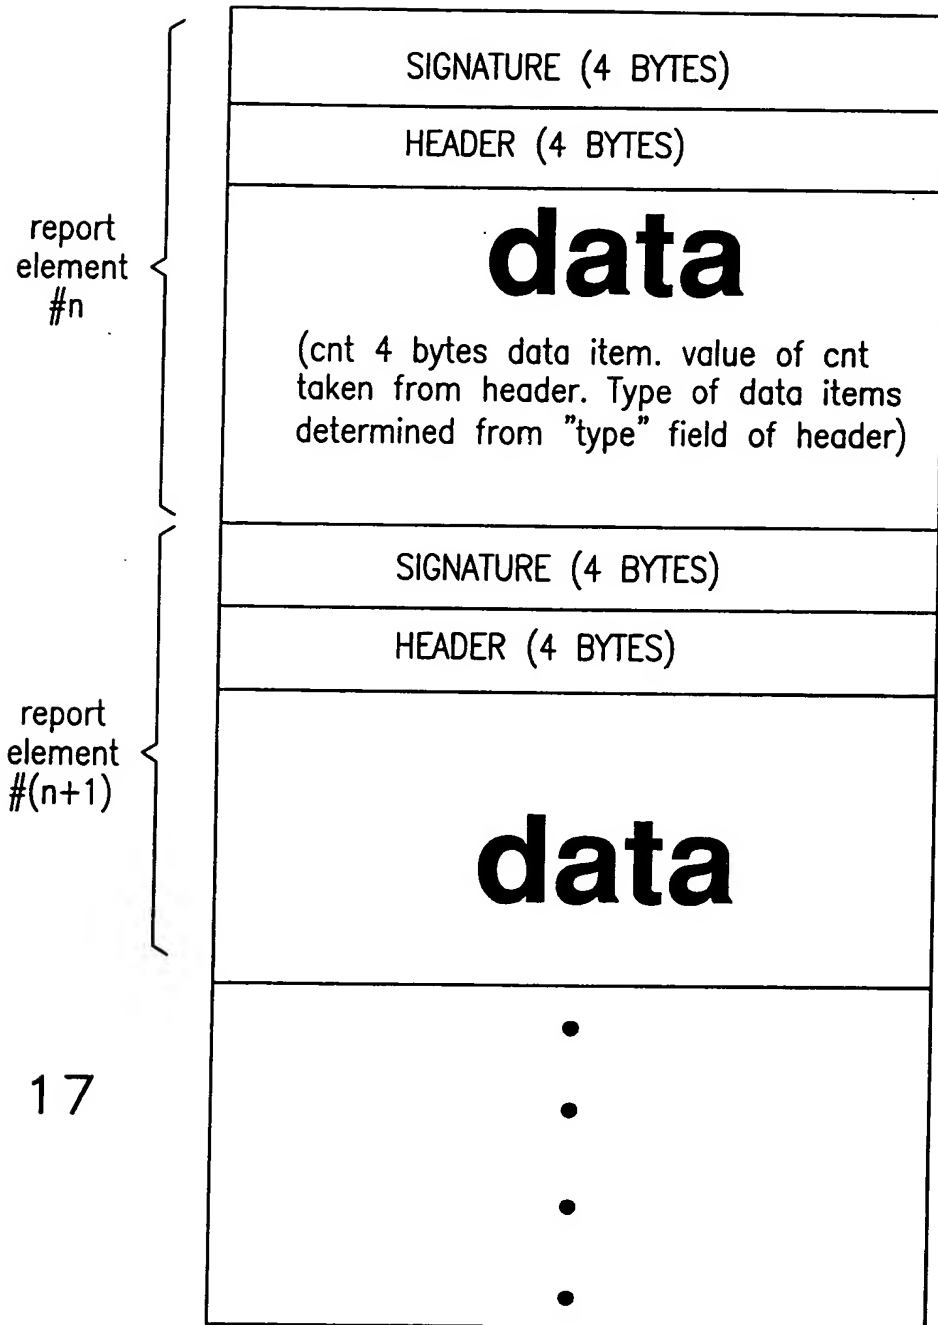 SIGNATURE (4 BYTES)
HEADER (4 BYTES)
report
element
#n
data
(cnt 4 bytes data item. value of cnt
taken from header. Type of data items
determined from "type" field of header)
SIGNATURE (4 BYTES)
HEADER (4 BYTES)
report
element
#(n+1)
data
17